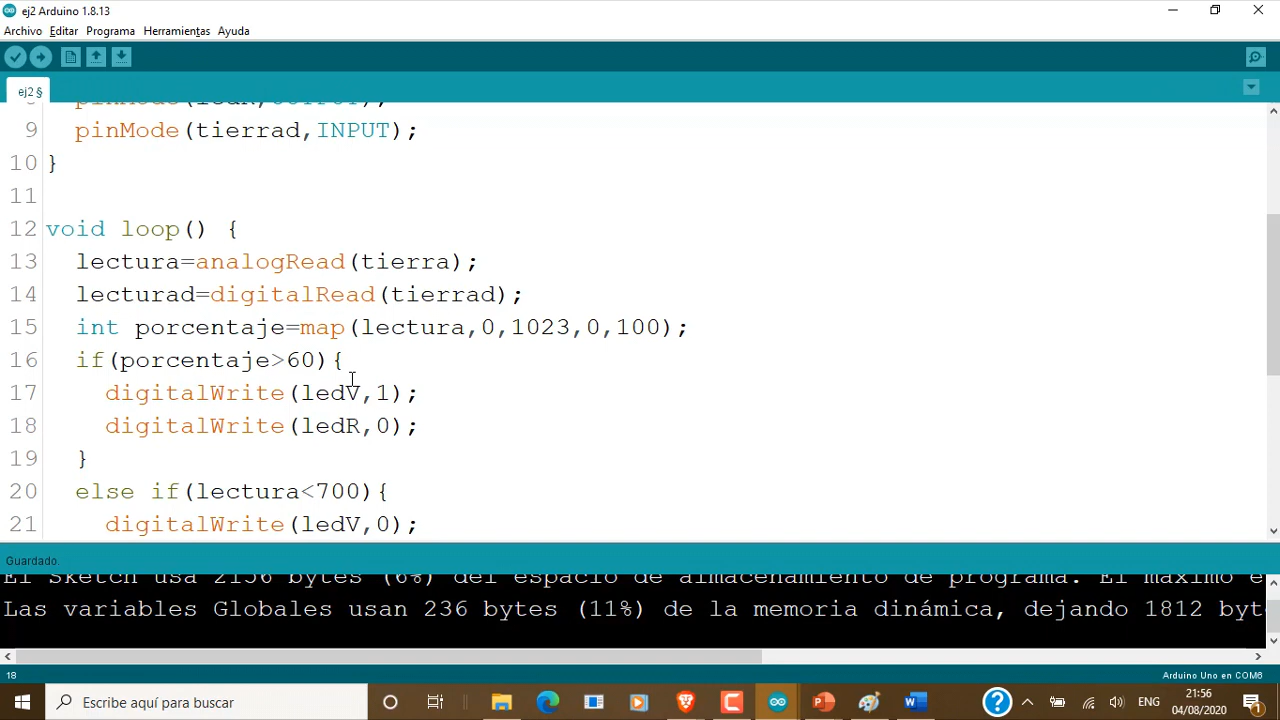 ej2 Arduino 1.8.13
Archivo Editar Programa Herramientas Ayuda
ej2 §
pinMode(ledR,OUTPUT);
9 pinMode(tierrad,INPUT);
10 }
11
12 void loop() {
13 lectura=analogRead(tierra);
14 lecturad=digitalRead(tierrad);
15 int porcentaje=map(lectura,0,1023,0,100);
16 if(porcentaje>60){
17 digitalWrite(ledV,1);
18 digitalWrite(ledR,0);
19 }
20 else if(lectura<700){
21 digitalWrite(ledV,0);
Guardado.
El Sketch usa 2156 bytes (6%) del espacio de almacenamiento de programa. El máximo e
Las variables Globales usan 236 bytes (11%) de la memoria dinámica, dejando 1812 byt
18
Arduino Uno en COM6
Escribe aquí para buscar
ENG
21:56
04/08/2020
1